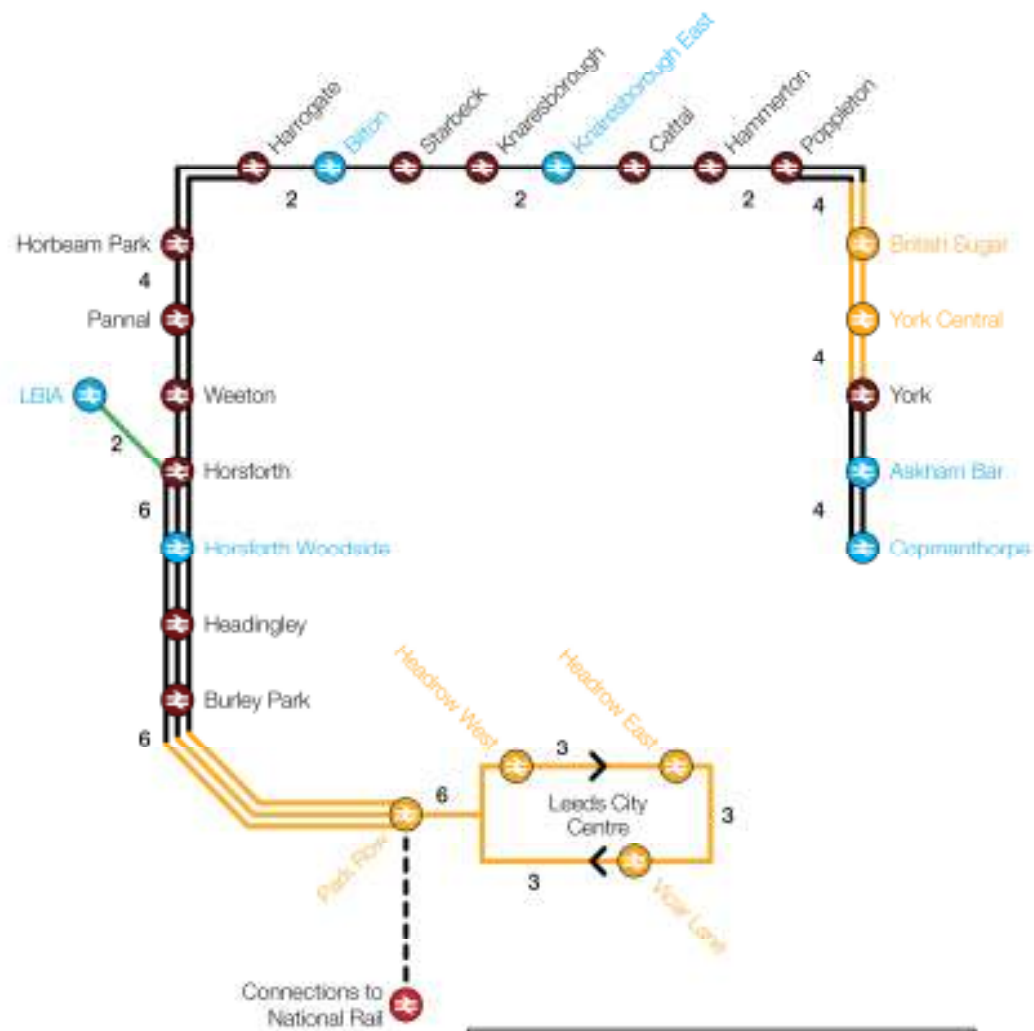 Harrogate
Bilton
Starbeck
Knaresborough
Knaresborough East
Cattal
Hammerton
Poppleton
2
2
2
4
Horbeam Park
British Sugar
4
Pannal
York Central
4
LBIA
Weeton
York
2
Horsforth
Askham Bar
6
4
Horsforth Woodside
Copmanthorpe
Headingley
Burley Park
Headrow West
Headrow East
6
3
6
Leeds City
Centre
3
Park Row
3
Vicar Lane
Connections to
National Rail